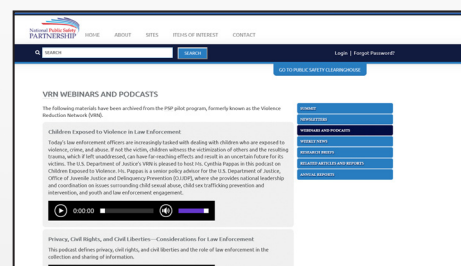 National Public Safety
PARTNERSHIP
HOME ABOUT SITES ITEMS OF INTEREST CONTACT
SEARCH SEARCH Login | Forgot Password?
GO TO PUBLIC SAFETY CLEARINGHOUSE
VRN WEBINARS AND PODCASTS
The following materials have been archived from the PSP pilot program, formerly known as the Violence
Reduction Network (VRN).
Children Exposed to Violence in Law Enforcement
Today's law enforcement officers are increasingly tasked with dealing with children who are exposed to
violence, crime, and abuse. If not the victim, children witness the victimization of others and the resulting
trauma, which if left unaddressed, can have far-reaching effects and result in an uncertain future for its
victims. The U.S. Department of Justice's VRN is pleased to host Ms. Cynthia Pappas in this podcast on
Children Exposed to Violence. Ms. Pappas is a senior policy advisor for the U.S. Department of Justice,
Office of Juvenile Justice and Delinquency Prevention (OJJDP), where she provides national leadership
and coordination on issues surrounding child sexual abuse, child sex trafficking prevention and
intervention, and youth and law enforcement engagement.
0:00:00
Privacy, Civil Rights, and Civil Liberties—Considerations for Law Enforcement
This podcast defines privacy, civil rights, and civil liberties and the role of law enforcement in the
collection and sharing of information.
SUMMIT
NEWSLETTERS
WEBINARS AND PODCASTS
WEEKLY NEWS
RESEARCH BRIEFS
RELATED ARTICLES AND REPORTS
ANNUAL REPORTS